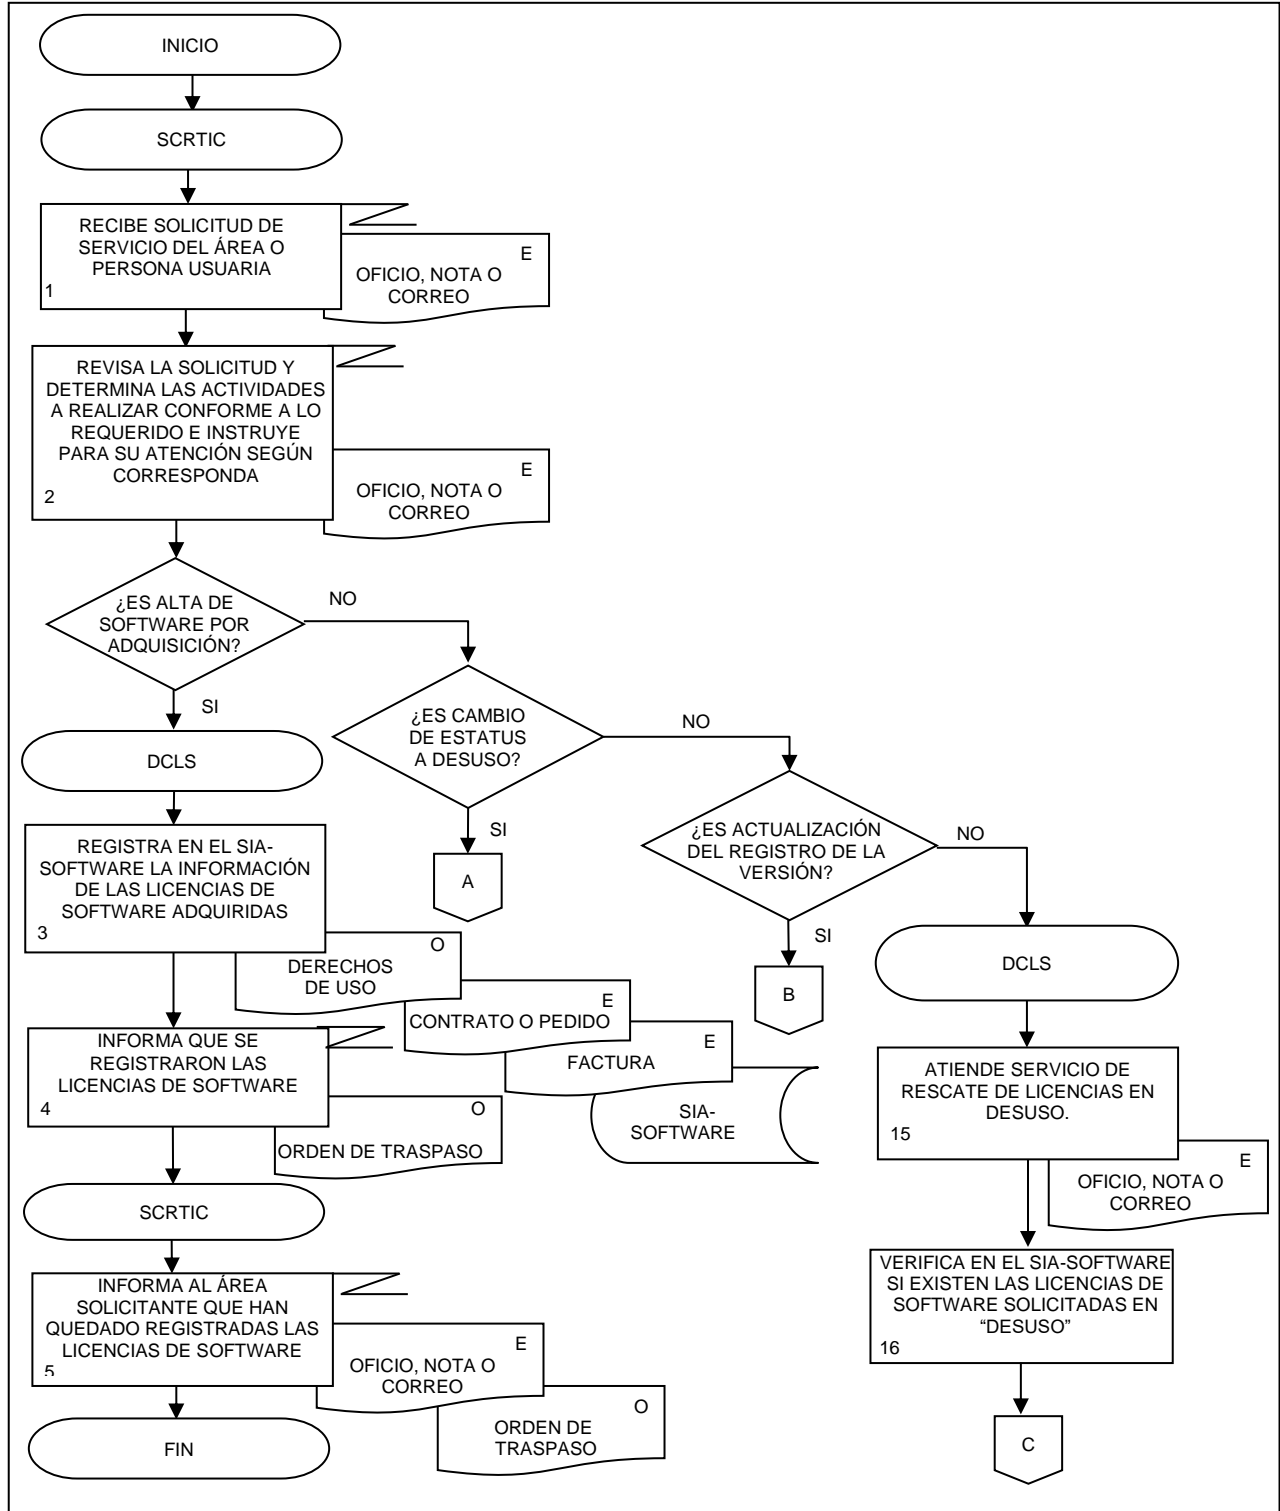 INICIO
SCRTIC
RECIBE SOLICITUD DE
SERVICIO DEL ÁREA O
PERSONA USUARIA
1
E
OFICIO, NOTA O
CORREO
REVISA LA SOLICITUD Y
DETERMINA LAS ACTIVIDADES
A REALIZAR CONFORME A LO
REQUERIDO E INSTRUYE
PARA SU ATENCIÓN SEGÚN
CORRESPONDA
2
E
OFICIO, NOTA O
CORREO
¿ES ALTA DE
SOFTWARE POR
ADQUISICIÓN?
NO
SI
¿ES CAMBIO
DE ESTATUS
A DESUSO?
NO
SI
A
¿ES ACTUALIZACIÓN
DEL REGISTRO DE LA
VERSIÓN?
NO
SI
B
DCLS
REGISTRA EN EL SIA-
SOFTWARE LA INFORMACIÓN
DE LAS LICENCIAS DE
SOFTWARE ADQUIRIDAS
3
O
DERECHOS
DE USO
E
CONTRATO O PEDIDO
E
FACTURA
SIA-
SOFTWARE
INFORMA QUE SE
REGISTRARON LAS
LICENCIAS DE SOFTWARE
4
O
ORDEN DE TRASPASO
SCRTIC
INFORMA AL ÁREA
SOLICITANTE QUE HAN
QUEDADO REGISTRADAS LAS
LICENCIAS DE SOFTWARE
5
E
OFICIO, NOTA O
CORREO
O
ORDEN DE
TRASPASO
FIN
DCLS
ATIENDE SERVICIO DE
RESCATE DE LICENCIAS EN
DESUSO.
15
E
OFICIO, NOTA O
CORREO
VERIFICA EN EL SIA-SOFTWARE
SI EXISTEN LAS LICENCIAS DE
SOFTWARE SOLICITADAS EN
“DESUSO”
16
C